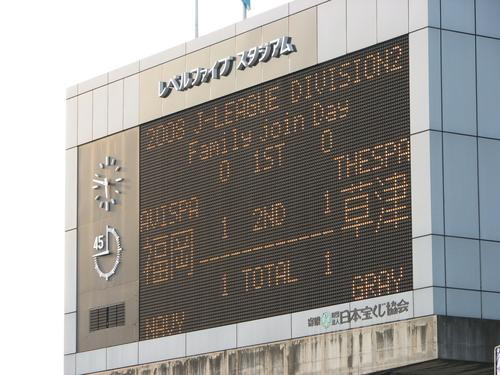 レベルファイブ スタジアム
2008 J-LEAGUE DIVISION2
Family Join Day
0 1ST 0
AVISPA THESPA
福岡 1 2ND 1 草津
1 TOTAL 1
NAVY GRAY
45
日本宝くじ協会